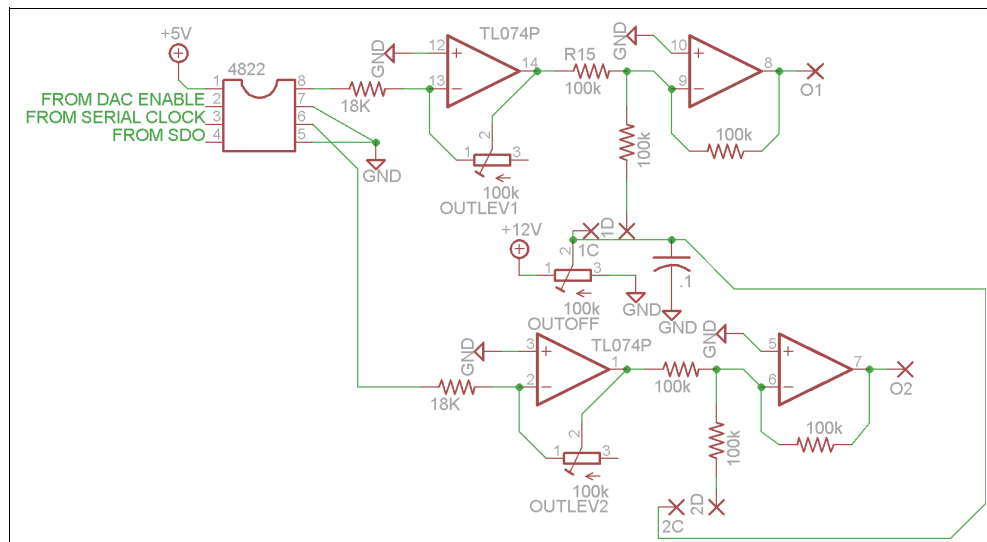 +5V
4822
1
2
3
4
8
7
6
5
FROM DAC ENABLE
FROM SERIAL CLOCK
FROM SDO
GND
18K
GND
TL074P
12
13
14
1
2
3
100k
OUTLEV1
R15
100k
GND
10
9
8
O1
100k
100k
1D
1C
+12V
1
2
3
100k
OUTOFF
GND
.1
GND
GND
TL074P
3
2
1
18K
1
2
3
100k
OUTLEV2
100k
GND
5
6
7
O2
100k
100k
2D
2C